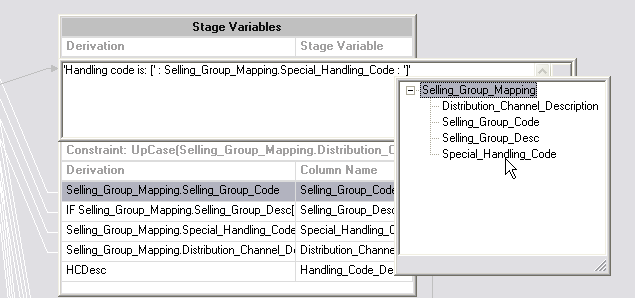 Stage Variables
Derivation Stage Variable
'Handling code is: [' : Selling_Group_Mapping.Special_Handling_Code : ']'
Selling_Group_Mapping
Distribution_Channel_Description
Selling_Group_Code
Selling_Group_Desc
Special_Handling_Code
Constraint: UpCase(Selling_Group_Mapping.Distribution_C
Derivation Column Name
Selling_Group_Mapping.Selling_Group_Code Selling_Group_Code
IF Selling_Group_Mapping.Selling_Group_Desc[ Selling_Group_Desc
Selling_Group_Mapping.Special_Handling_Code Special_Handling_Code
Selling_Group_Mapping.Distribution_Channel_D Distribution_Channe
HCDesc Handling_Code_De